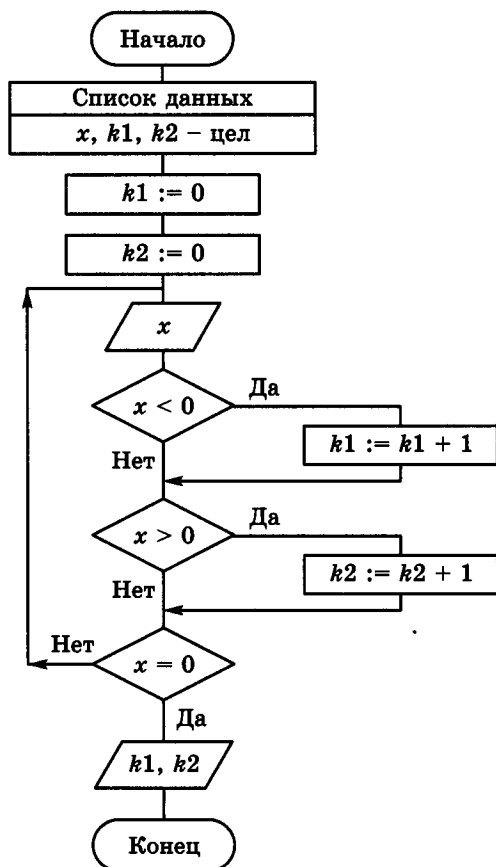 Начало
Список данных
x, k1, k2 – цел
k1 := 0
k2 := 0
x
x < 0
Да
k1 := k1 + 1
Нет
x > 0
Да
k2 := k2 + 1
Нет
x = 0
Нет
Да
k1, k2
Конец